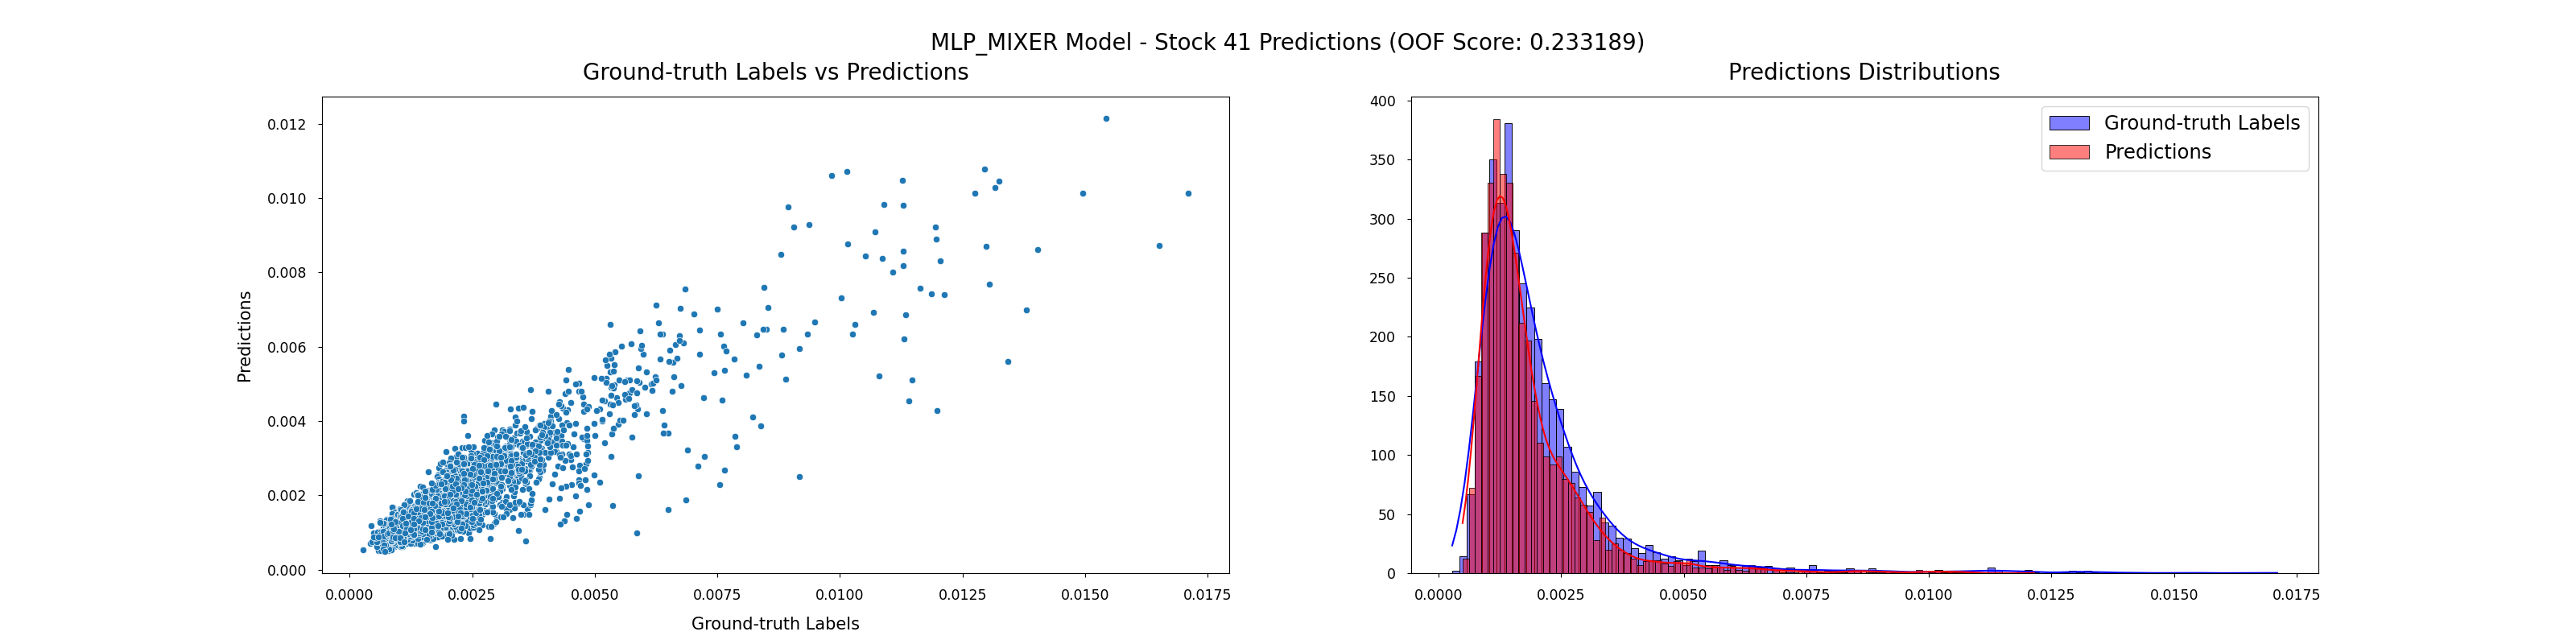 MLP_MIXER Model - Stock 41 Predictions (OOF Score: 0.233189)
Ground-truth Labels vs Predictions
Predictions
0.012
0.010
0.008
0.006
0.004
0.002
0.000
0.0000 0.0025 0.0050 0.0075 0.0100 0.0125 0.0150 0.0175
Ground-truth Labels
Predictions Distributions
400
350
300
250
200
150
100
50
0
0.0000 0.0025 0.0050 0.0075 0.0100 0.0125 0.0150 0.0175
Ground-truth Labels
Predictions